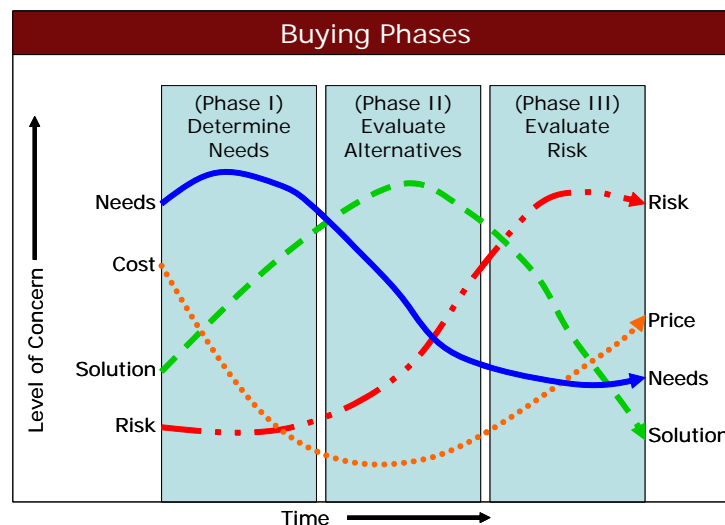 Buying Phases
(Phase I)
Determine
Needs
(Phase II)
Evaluate
Alternatives
(Phase III)
Evaluate
Risk
Level of Concern
Needs
Cost
Solution
Risk
Risk
Price
Needs
Solution
Time